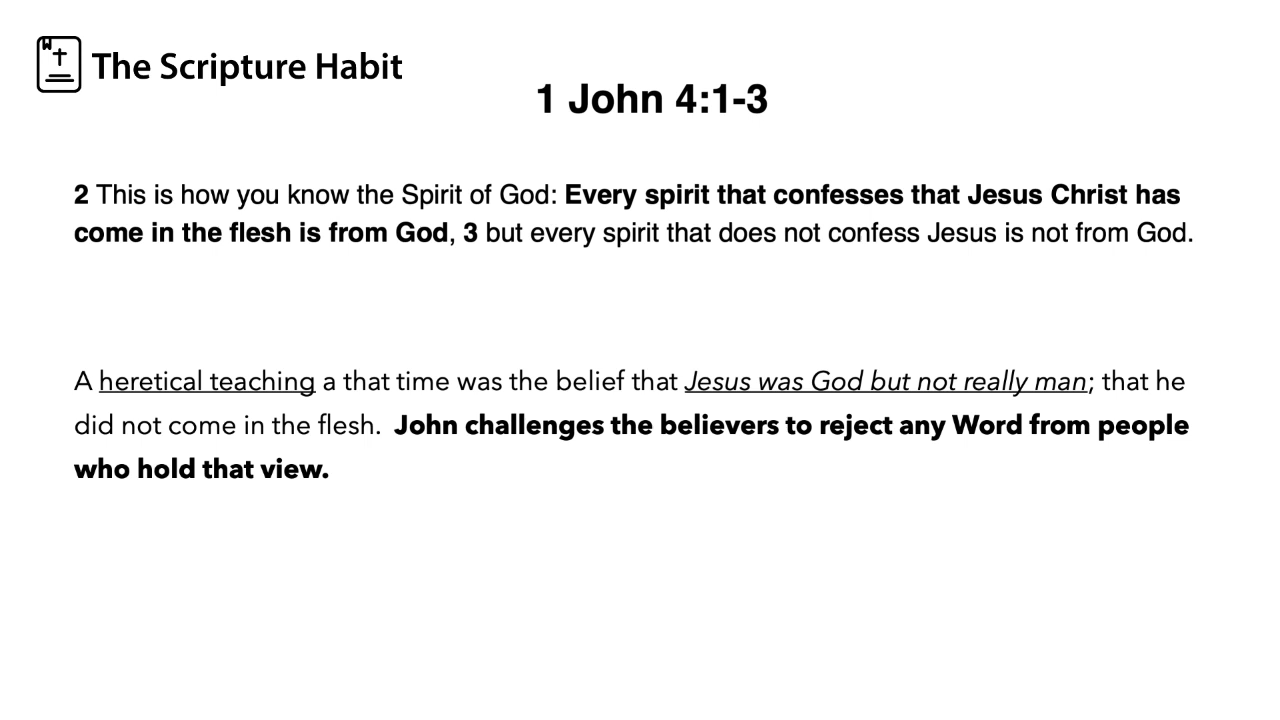 The Scripture Habit
1 John 4:1-3
2 This is how you know the Spirit of God: Every spirit that confesses that Jesus Christ has
come in the flesh is from God, 3 but every spirit that does not confess Jesus is not from God.
A heretical teaching a that time was the belief that Jesus was God but not really man; that he
did not come in the flesh.  John challenges the believers to reject any Word from people
who hold that view.